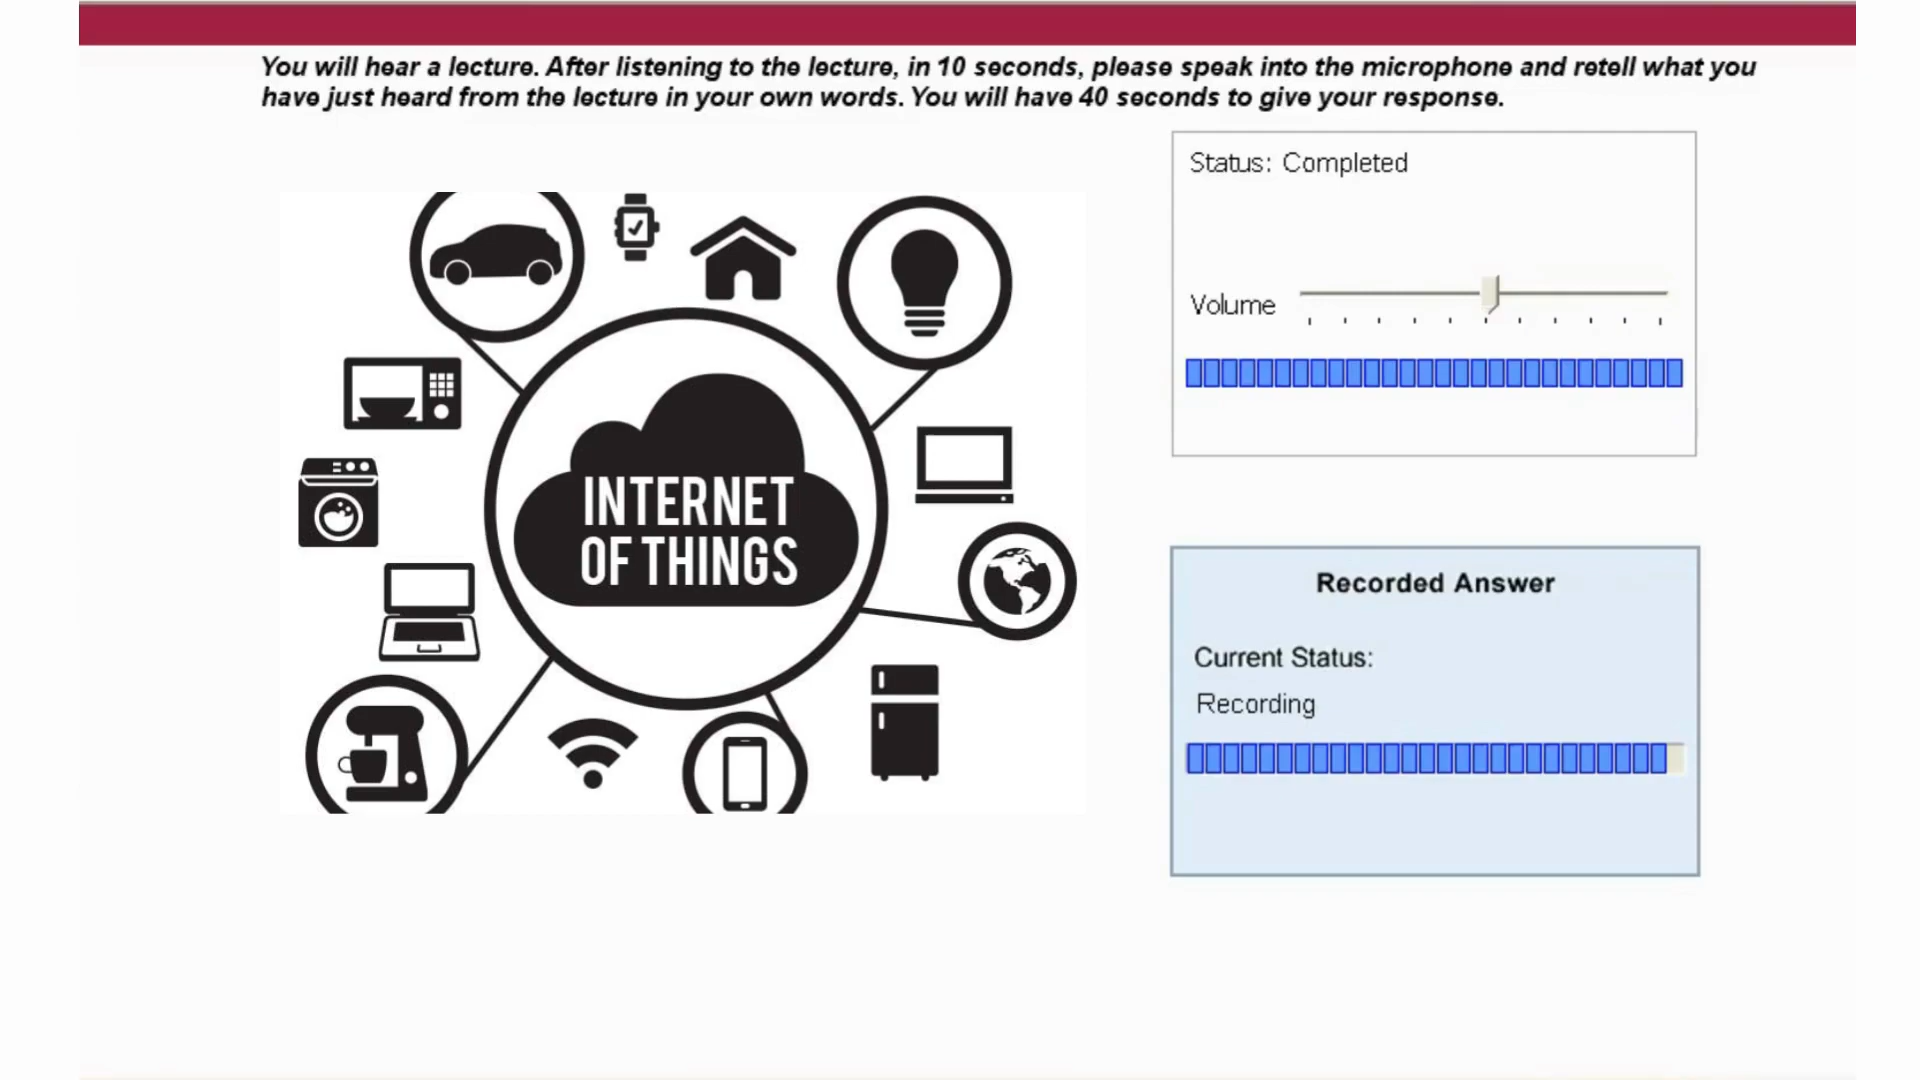 You will hear a lecture. After listening to the lecture, in 10 seconds, please speak into the microphone and retell what you
have just heard from the lecture in your own words. You will have 40 seconds to give your response.
Status: Completed
Volume
INTERNET
OF THINGS
Recorded Answer
Current Status:
Recording